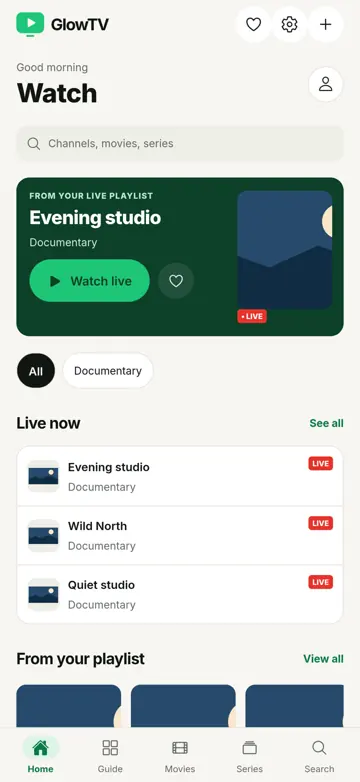 GlowTV
Good morning
Watch
Channels, movies, series
FROM YOUR LIVE PLAYLIST
Evening studio
Documentary
Watch live
LIVE
All
Documentary
Live now
See all
Evening studio
LIVE
Documentary
Wild North
LIVE
Documentary
Quiet studio
LIVE
Documentary
From your playlist
View all
Home
Guide
Movies
Series
Search